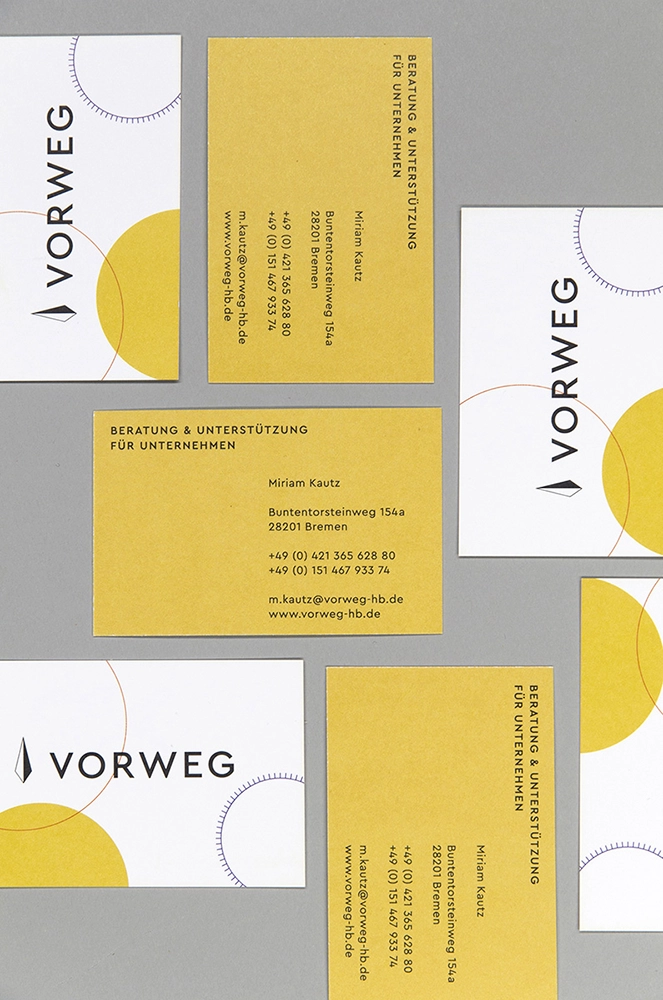 VORWEG
BERATUNG & UNTERSTÜTZUNG
FÜR UNTERNEHMEN
Miriam Kautz
Buntentorsteinweg 154a
28201 Bremen
+49 (0) 421 365 628 80
+49 (0) 151 467 933 74
m.kautz@vorweg-hb.de
www.vorweg-hb.de
VORWEG
BERATUNG & UNTERSTÜTZUNG
FÜR UNTERNEHMEN
Miriam Kautz
Buntentorsteinweg 154a
28201 Bremen
+49 (0) 421 365 628 80
+49 (0) 151 467 933 74
m.kautz@vorweg-hb.de
www.vorweg-hb.de
VORWEG
BERATUNG & UNTERSTÜTZUNG
FÜR UNTERNEHMEN
Miriam Kautz
Buntentorsteinweg 154a
28201 Bremen
+49 (0) 421 365 628 80
+49 (0) 151 467 933 74
m.kautz@vorweg-hb.de
www.vorweg-hb.de